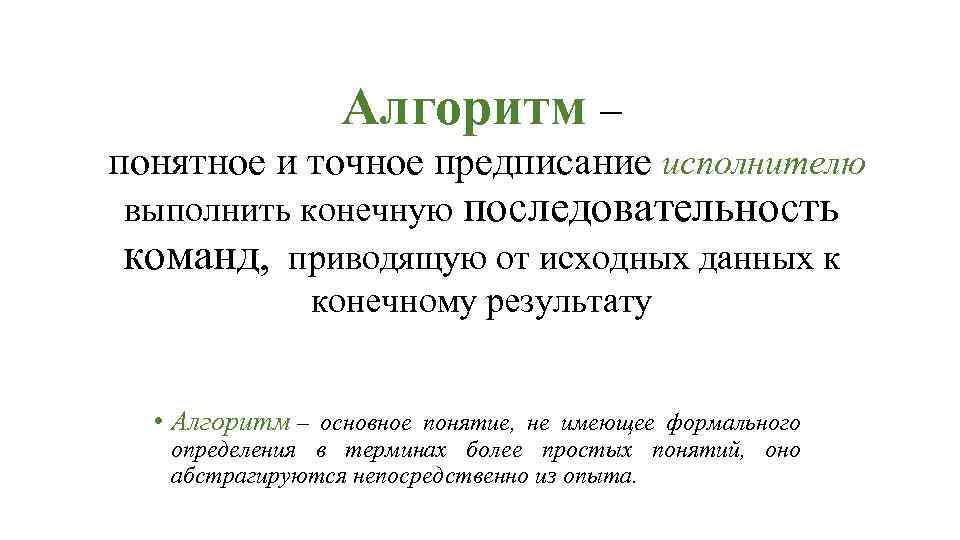 Алгоритм –
понятное и точное предписание исполнителю
выполнить конечную последовательность
команд, приводящую от исходных данных к
конечному результату
• Алгоритм – основное понятие, не имеющее формального
определения в терминах более простых понятий, оно
абстрагируются непосредственно из опыта.